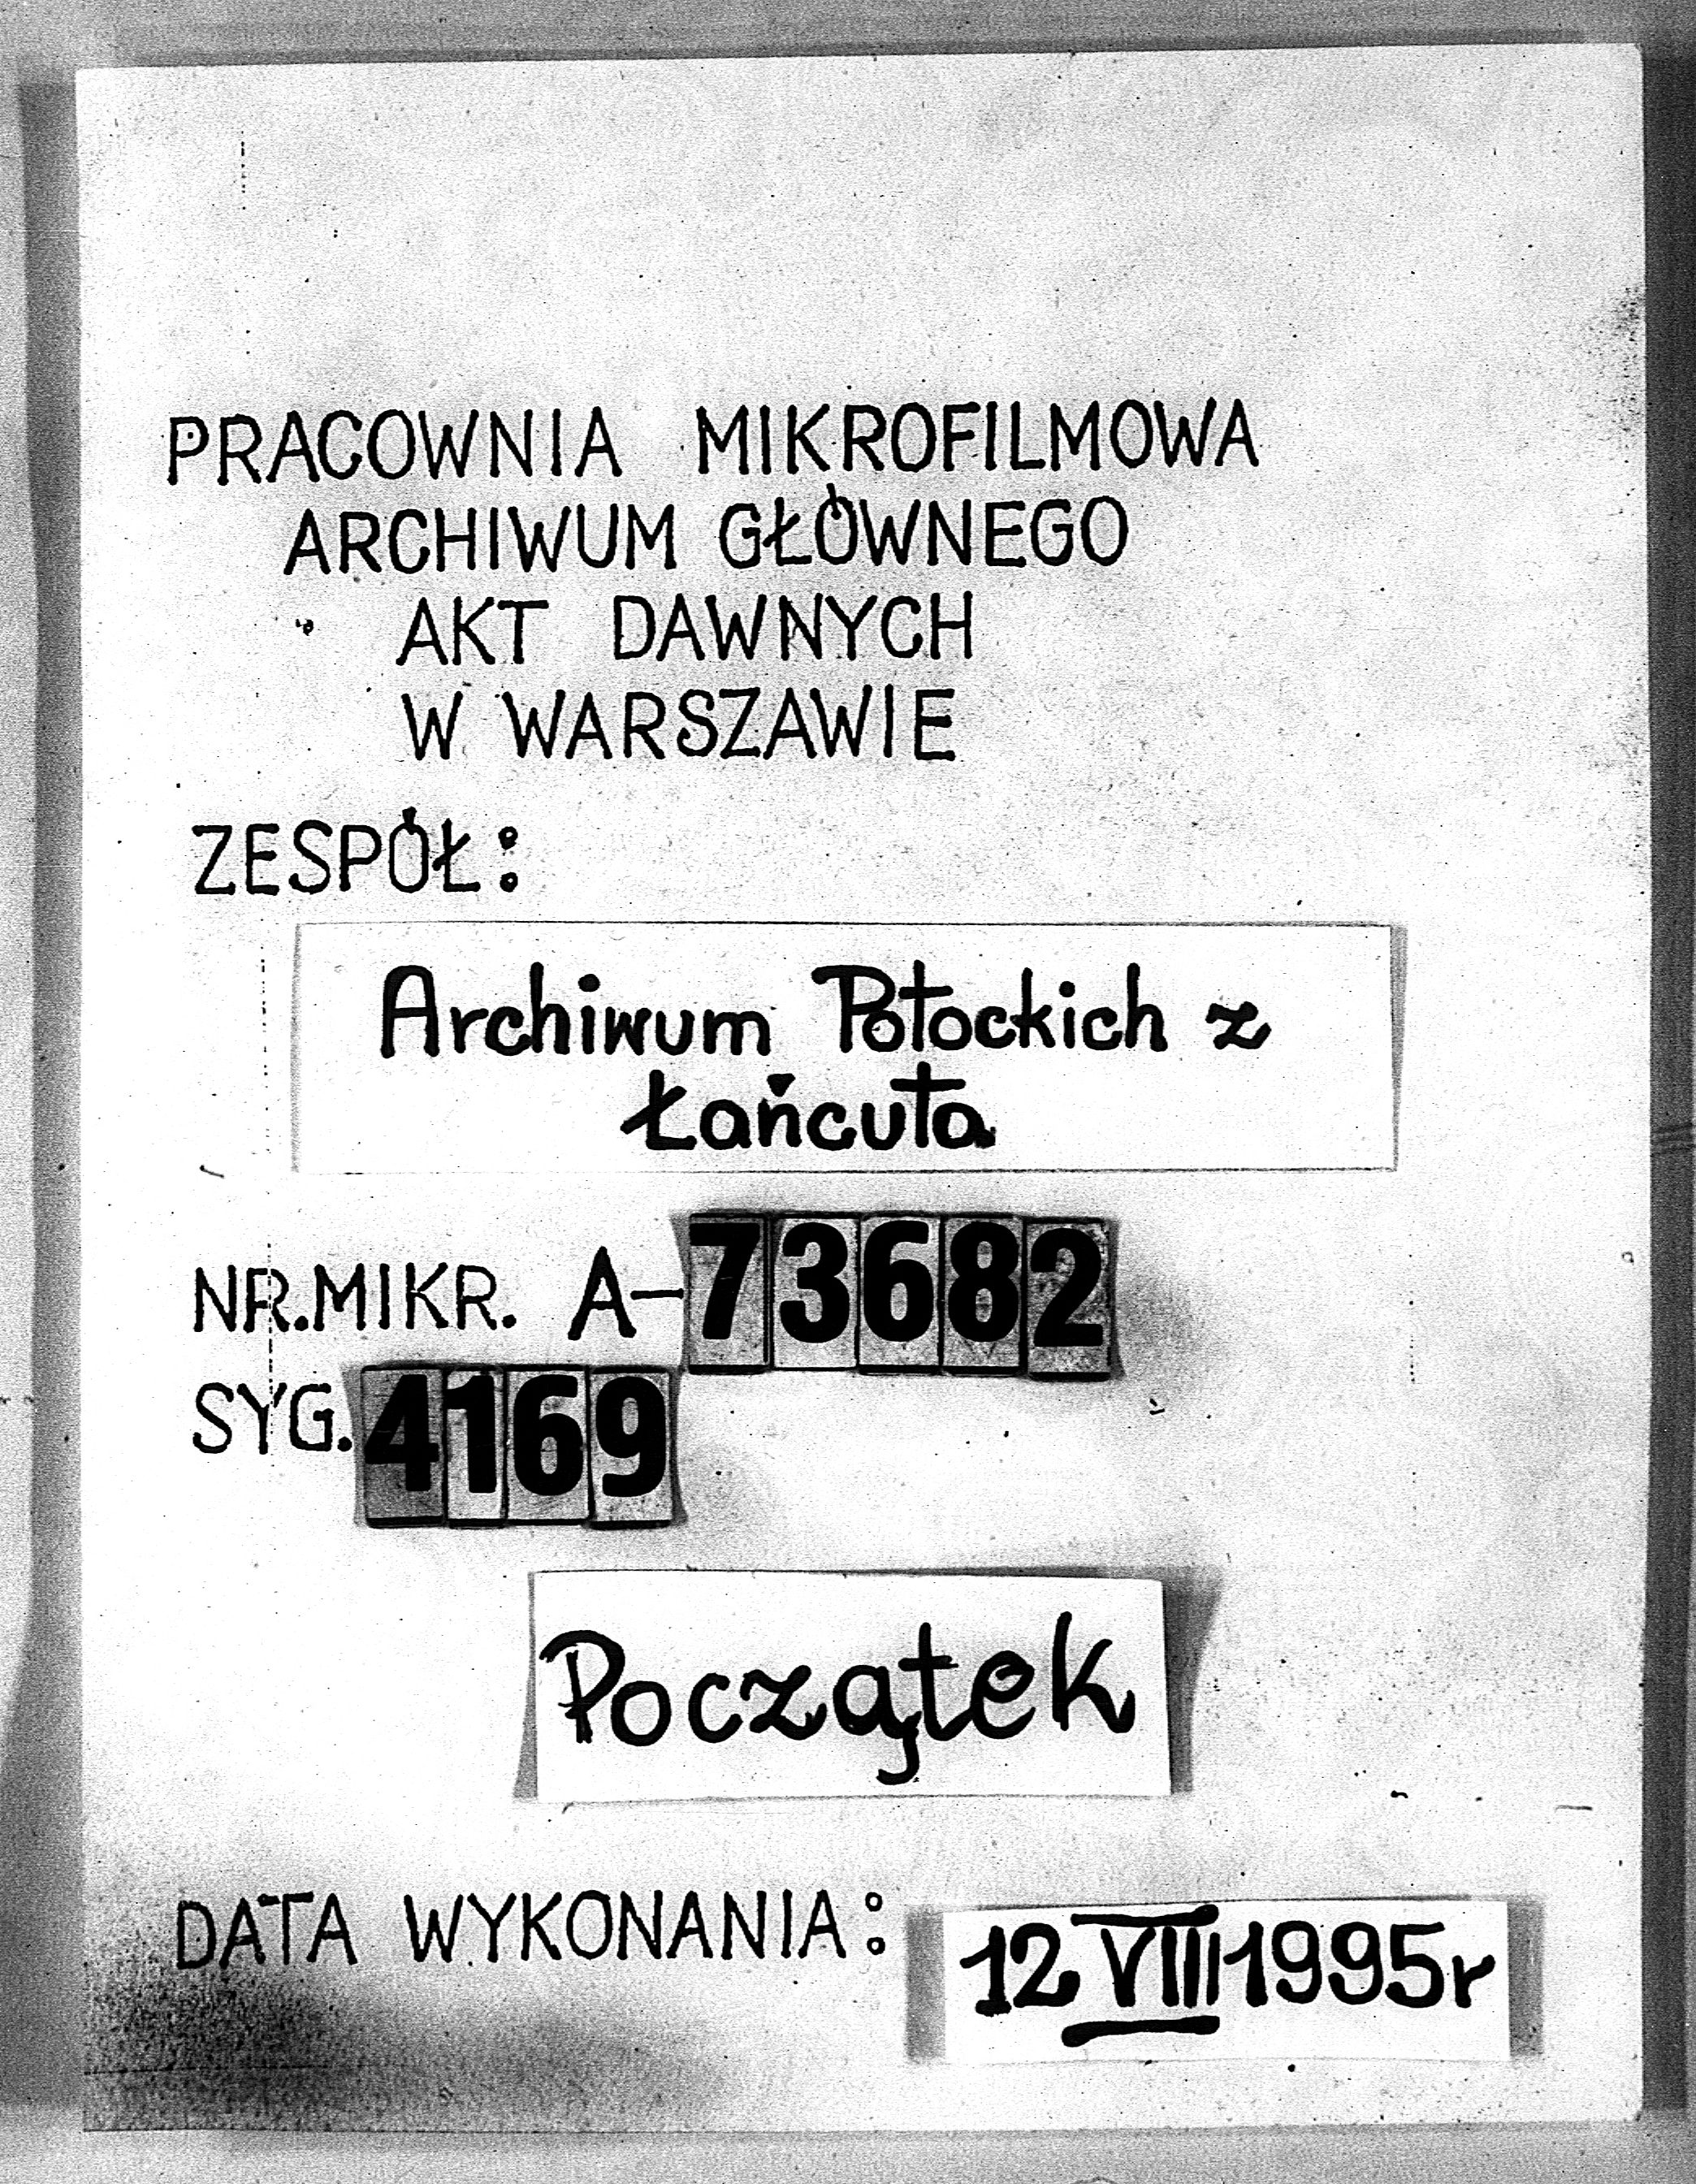 PRACOWNIA MIKROFILMOWA
ARCHIWUM GŁÓWNEGO
AKT DAWNYCH
W WARSZAWIE
ZESPÓŁ:
Archiwum Potockich z
Łańcuta
NR.MIKR. A-73682
SYG. 4169
Początek
DATA WYKONANIA: 12 VIII 1995r